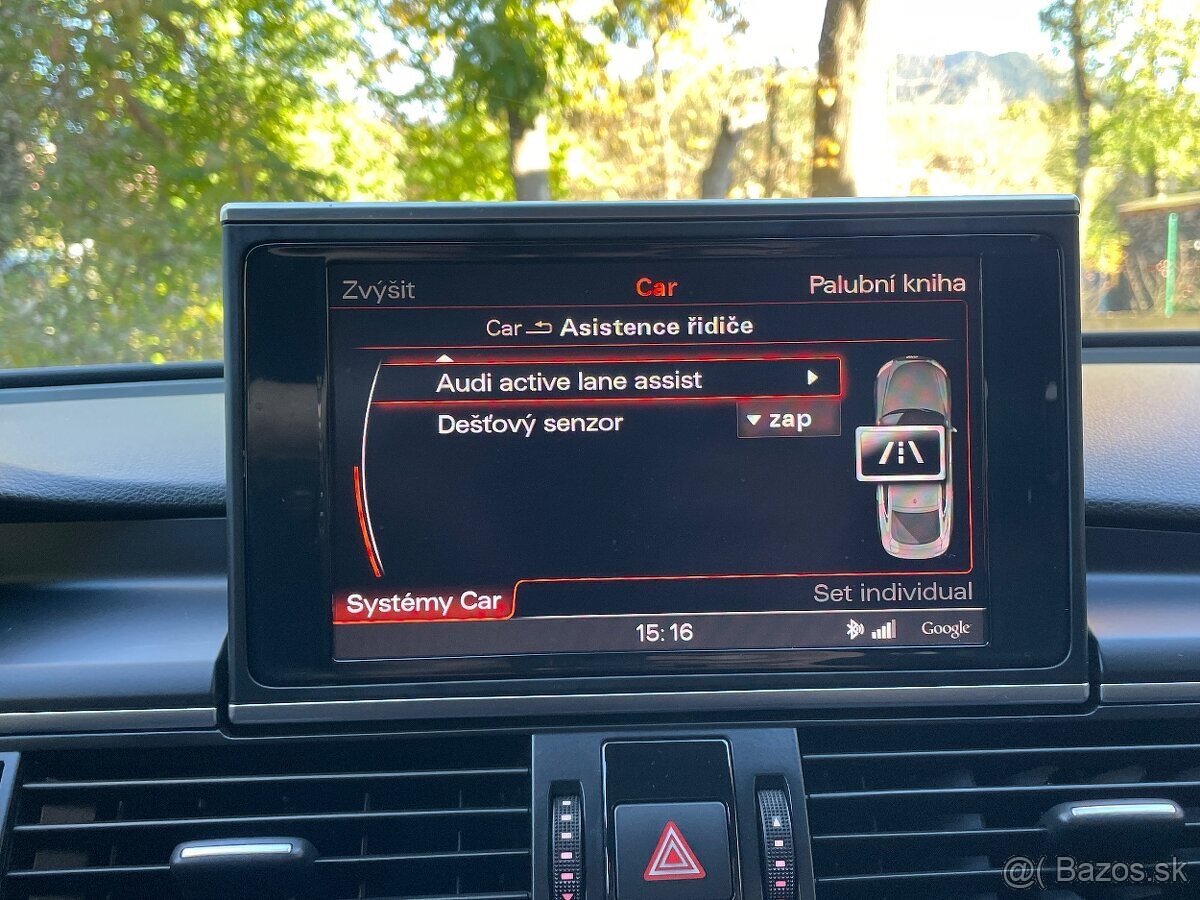 Zvýšit Car Palubní kniha
Car Asistence řidiče
Audi active lane assist
Dešťový senzor zap
Systémy Car Set individual
15:16 Google
@( Bazos.sk